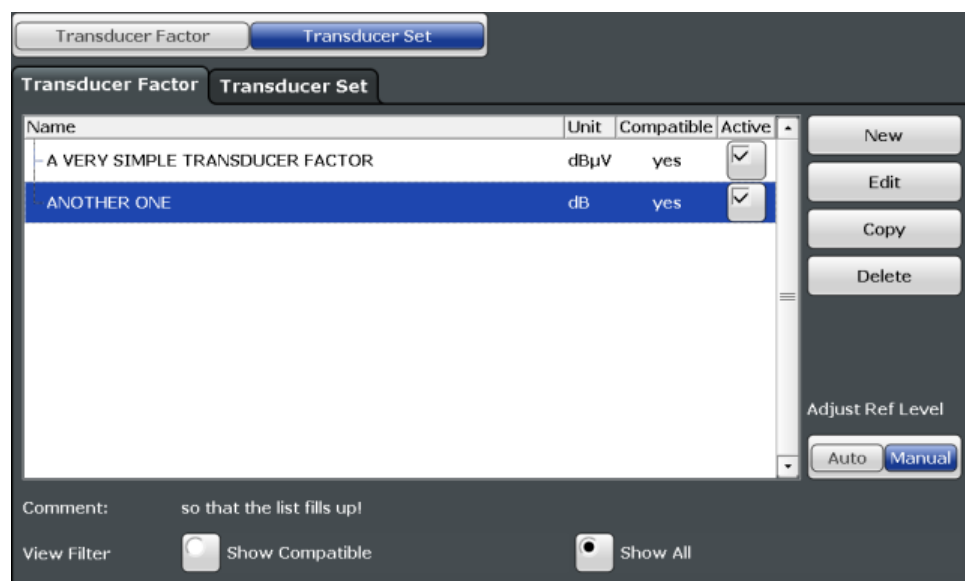 Transducer Factor Transducer Set
Transducer Factor Transducer Set
Name Unit Compatible Active
A VERY SIMPLE TRANSDUCER FACTOR dBµV yes
ANOTHER ONE dB yes
New
Edit
Copy
Delete
Adjust Ref Level
Auto Manual
Comment: so that the list fills up!
View Filter Show Compatible Show All